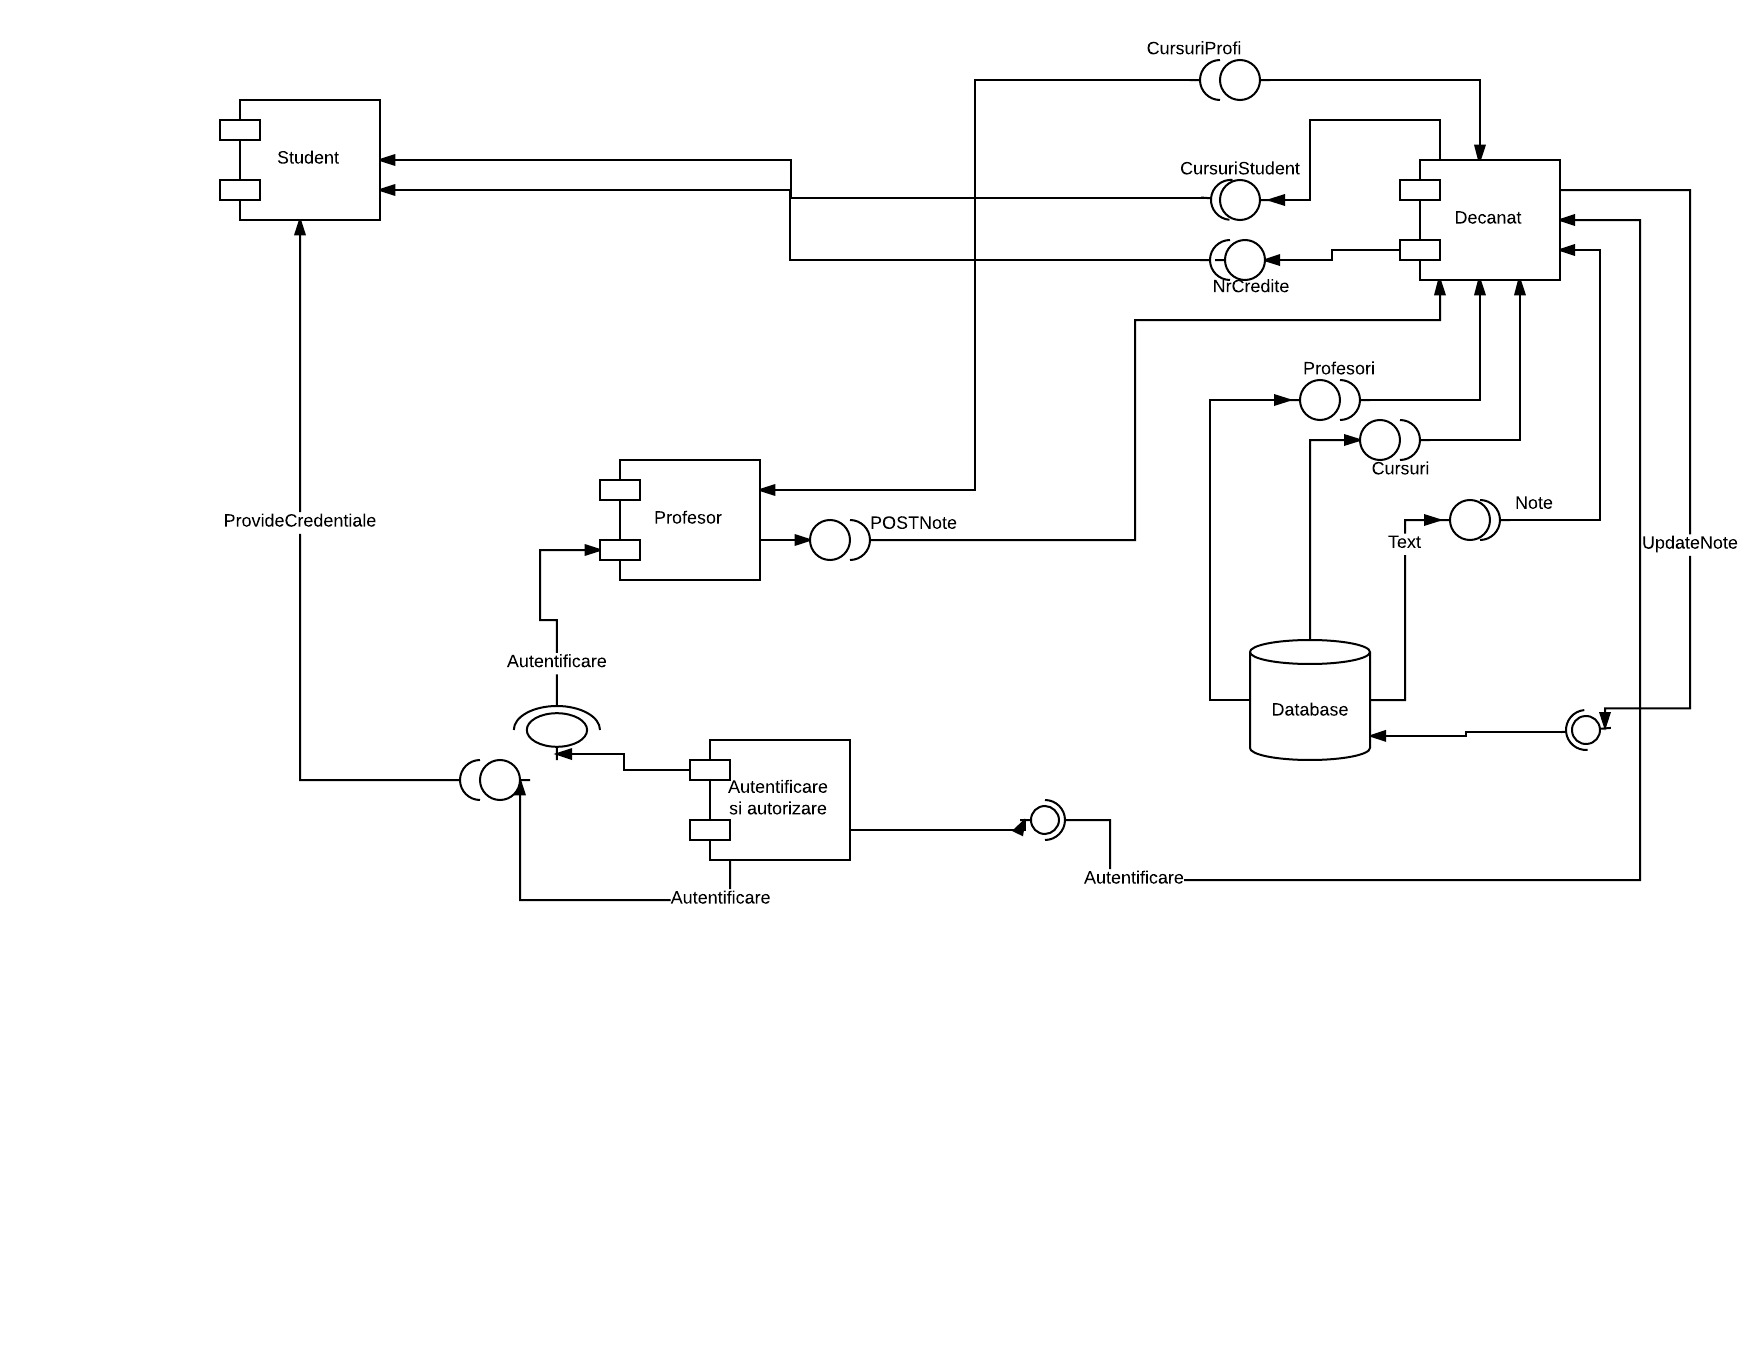 CursuriProfi
Student
CursuriStudent
Decanat
NrCredite
Profesori
Cursuri
Note
Profesor
POSTNote
ProvideCredentiale
Text
UpdateNote
Autentificare
Database
Autentificare
si autorizare
Autentificare
Autentificare